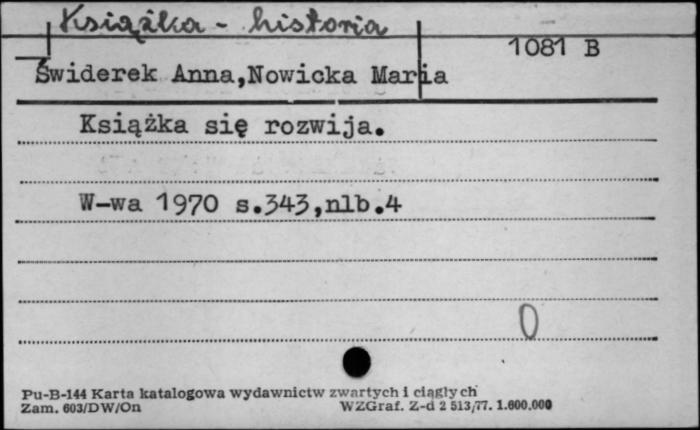 Książka - historia
1081 B
Świderek Anna,Nowicka Maria
Książka się rozwija.
W-wa 1970 s.343,nlb.4
0
Pu-B-144 Karta katalogowa wydawnictw zwartych i ciągłych
Zam. 603/DW/On WZGraf. Z-d 2 513/77. 1.600.000